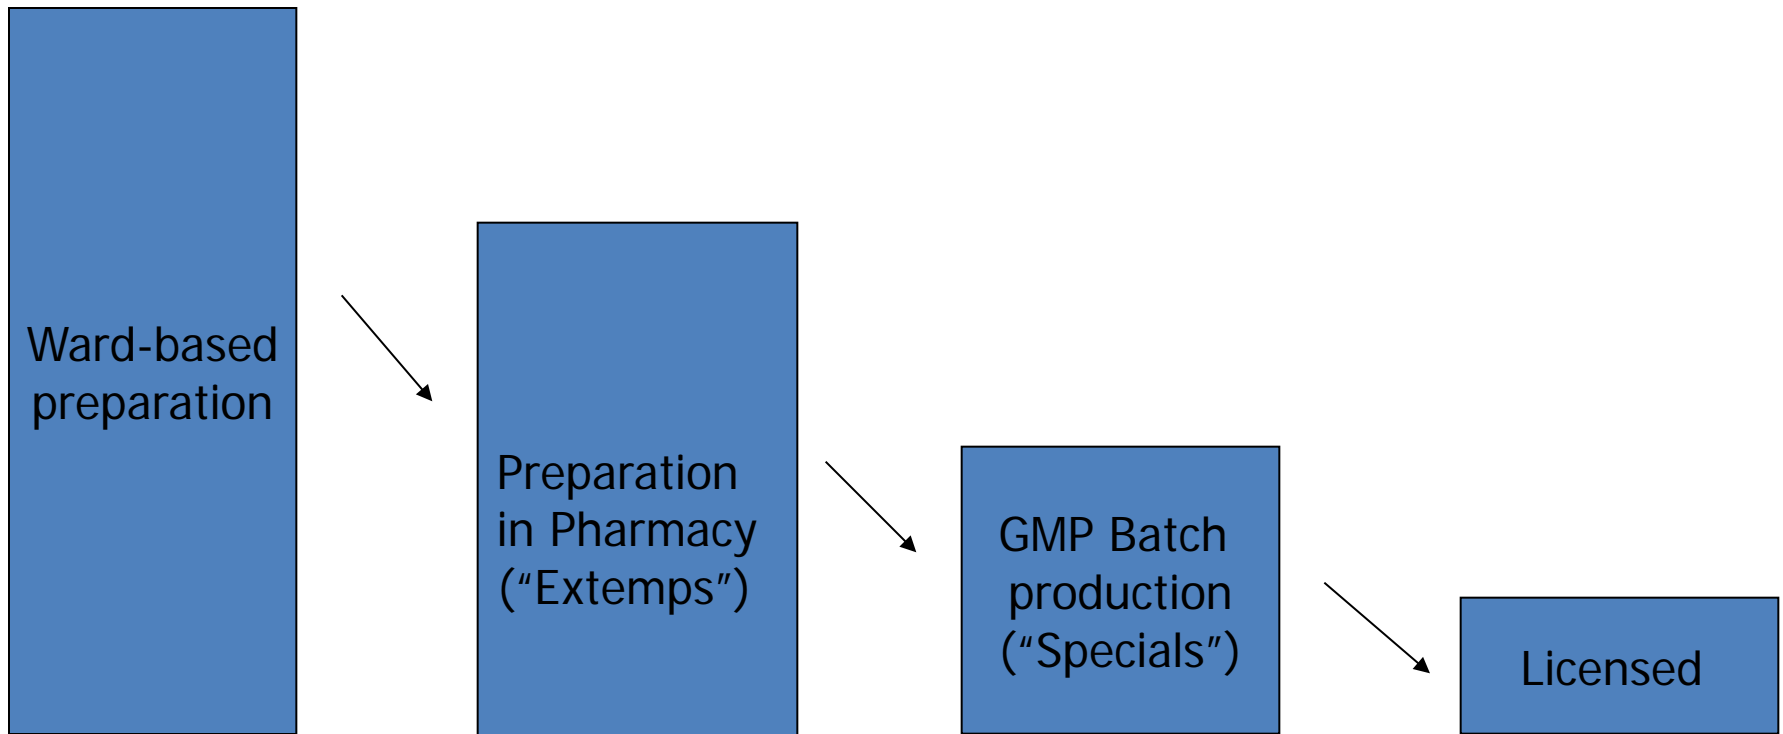 Ward-based
preparation
Preparation
in Pharmacy
(“Extemps”)
GMP Batch
production
(“Specials”)
Licensed